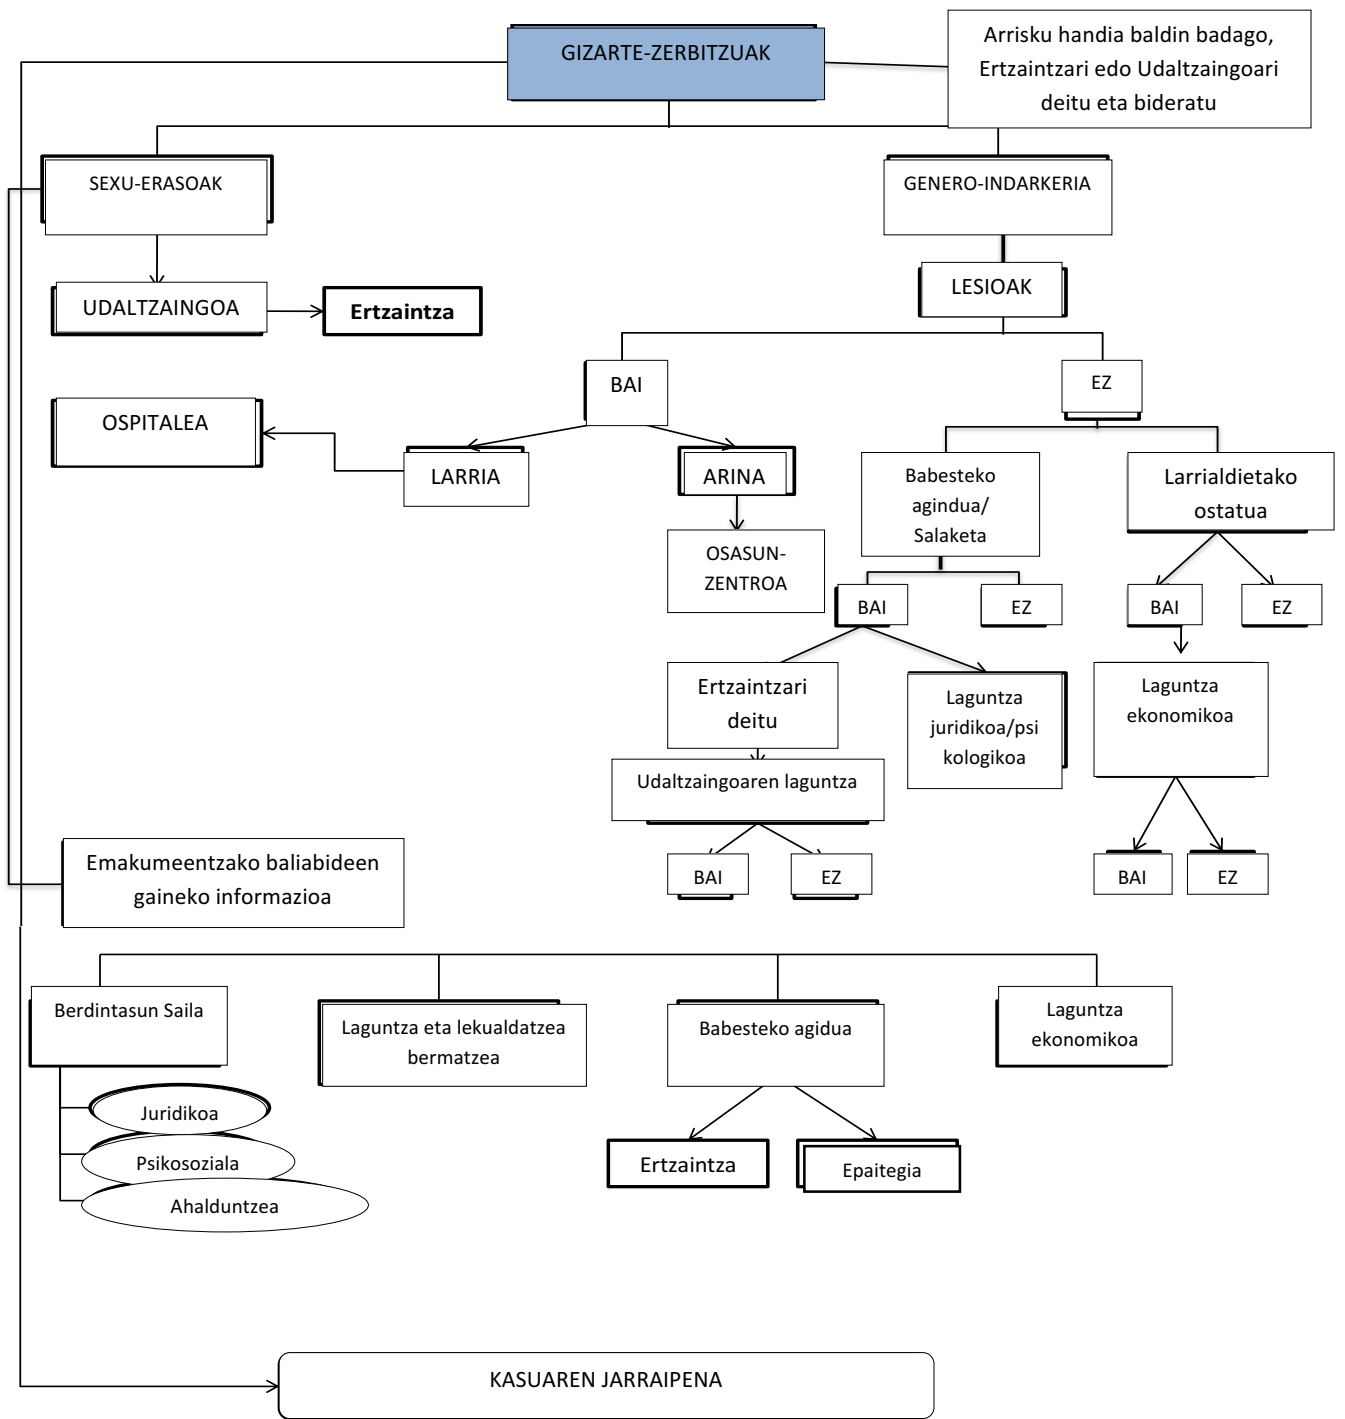 GIZARTE-ZERBITZUAK
Arrisku handia baldin badago,
Ertzaintzari edo Udaltzaingoari
deitu eta bideratu
SEXU-ERASOAK
GENERO-INDARKERIA
UDALTZAINGOA
Ertzaintza
LESIOAK
BAI
EZ
OSPITALEA
LARRIA
ARINA
OSASUN-
ZENTROA
Babesteko
agindua/
Salaketa
Larrialdietako
ostatua
BAI
EZ
BAI
EZ
Ertzaintzari
deitu
Laguntza
juridikoa/psi
kologikoa
Laguntza
ekonomikoa
Udaltzaingoaren laguntza
BAI
EZ
BAI
EZ
Emakumeentzako baliabideen
gaineko informazioa
Berdintasun Saila
Laguntza eta lekualdatzea
bermatzea
Babesteko agidua
Laguntza
ekonomikoa
Juridikoa
Psikosoziala
Ahalduntzea
Ertzaintza
Epaitegia
KASUAREN JARRAIPENA